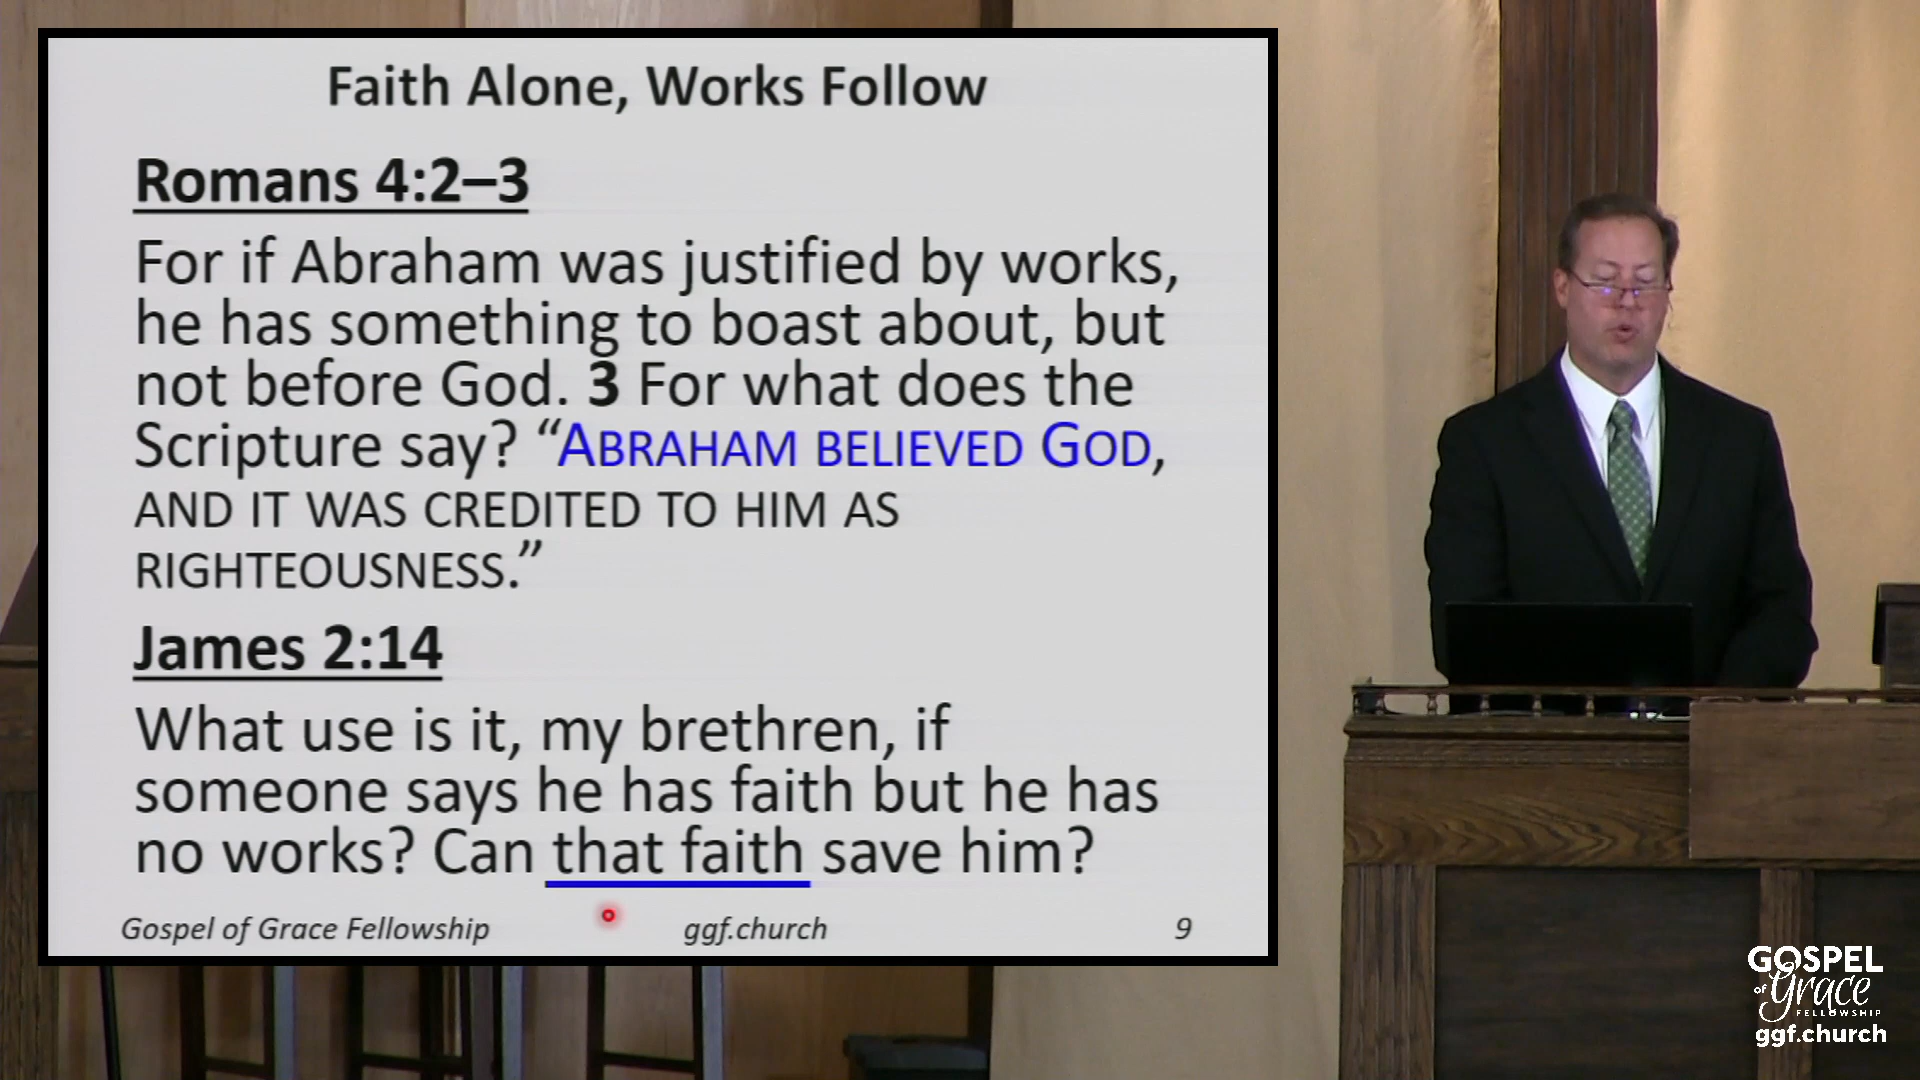 Faith Alone, Works Follow
Romans 4:2–3
For if Abraham was justified by works,
he has something to boast about, but
not before God. 3 For what does the
Scripture say? “ABRAHAM BELIEVED GOD,
AND IT WAS CREDITED TO HIM AS
RIGHTEOUSNESS.”
James 2:14
What use is it, my brethren, if
someone says he has faith but he has
no works? Can that faith save him?
Gospel of Grace Fellowship ggf.church 9
GOSPEL
of Grace
FELLOWSHIP
ggf.church